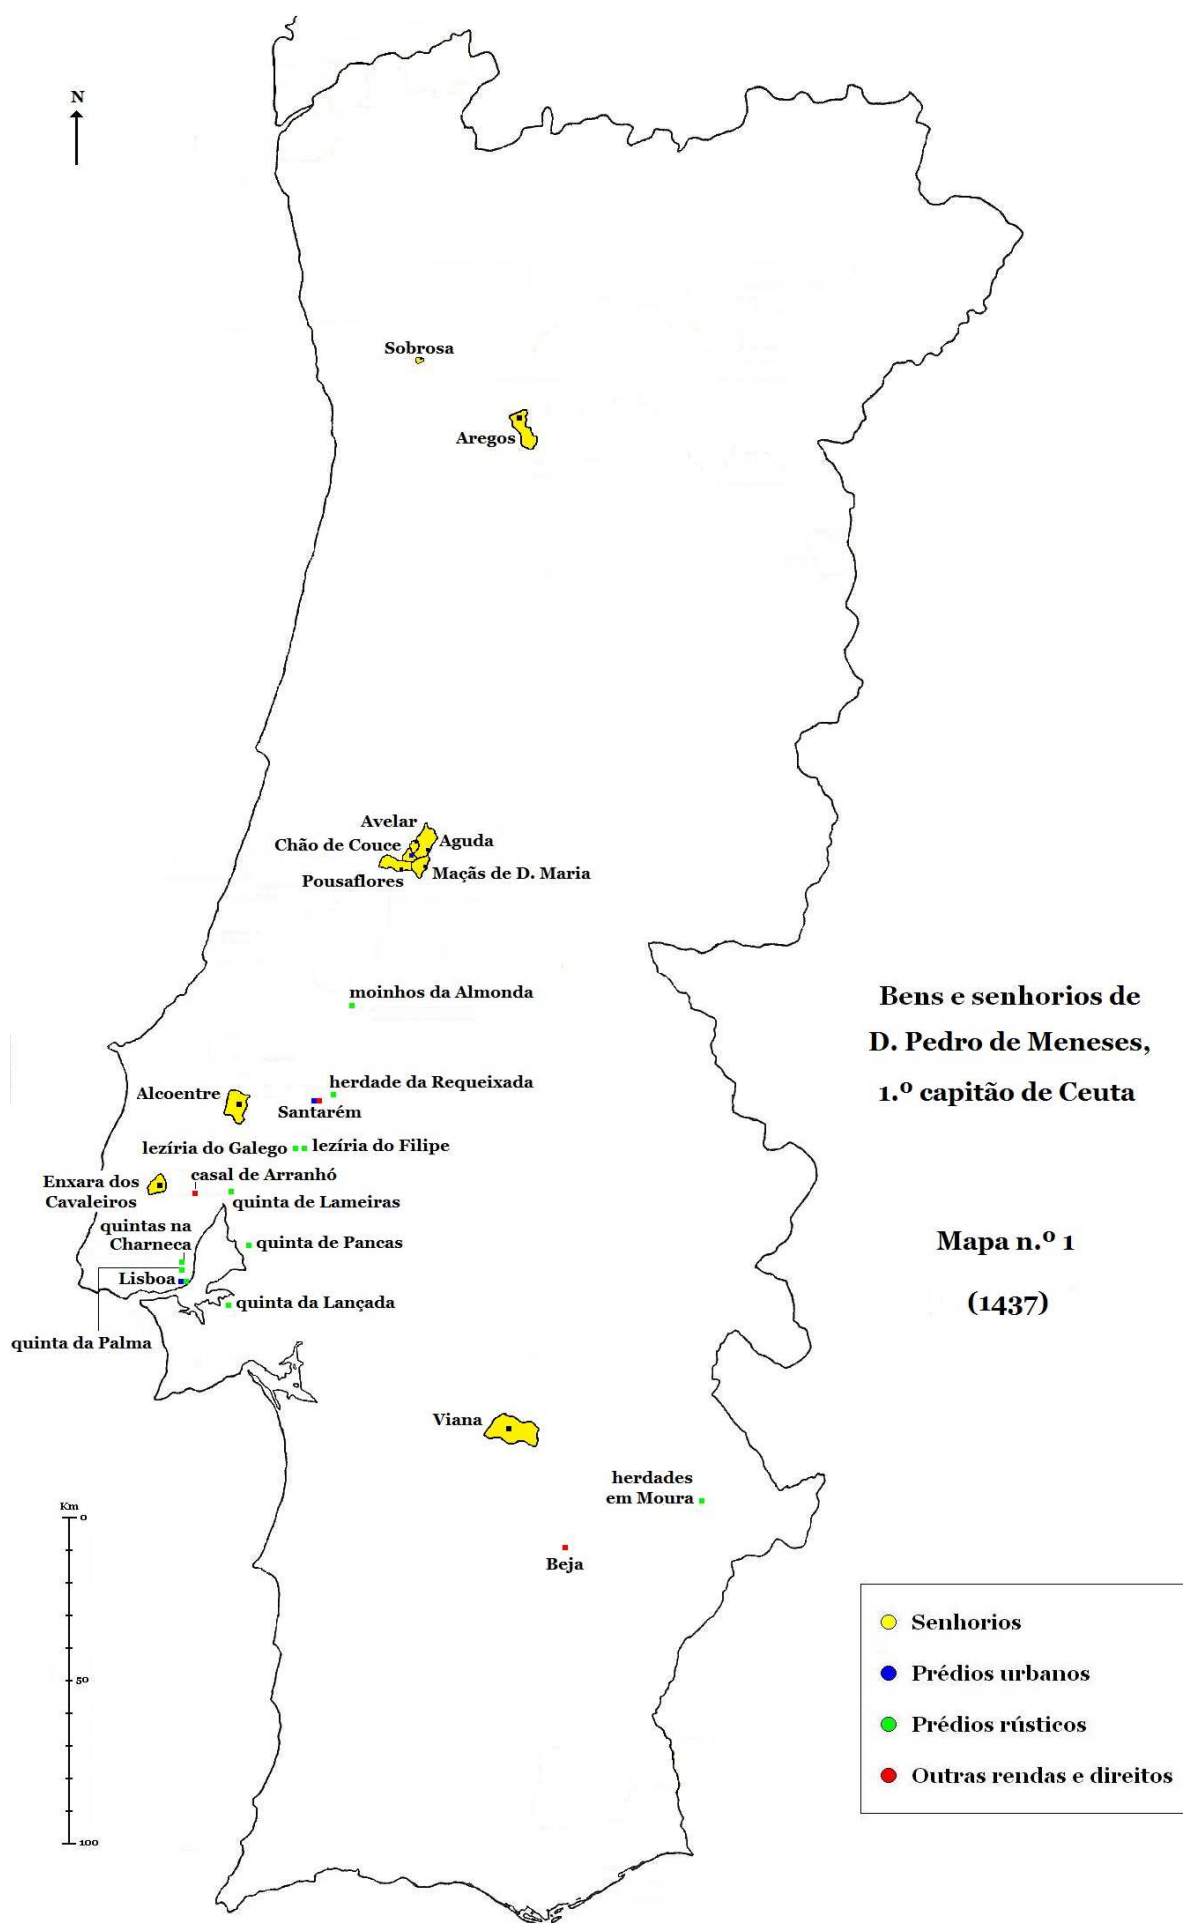 N
Sobrosa
Aregos
Avelar
Chão de Couce
Aguda
Pousaflores
Maçãs de D. Maria
moinhos da Almonda
Bens e senhorios de
D. Pedro de Meneses,
1.º capitão de Ceuta
herdade da Requeixada
Alcoentre
Santarém
lezíria do Galego
lezíria do Filipe
casal de Arranhó
Enxara dos
Cavaleiros
quinta de Lameiras
quintas na
Charneca
quinta de Pancas
Mapa n.º 1
(1437)
Lisboa
quinta da Lançada
quinta da Palma
Viana
herdades
em Moura
Beja
Km
0
50
100
Senhorios
Prédios urbanos
Prédios rústicos
Outras rendas e direitos